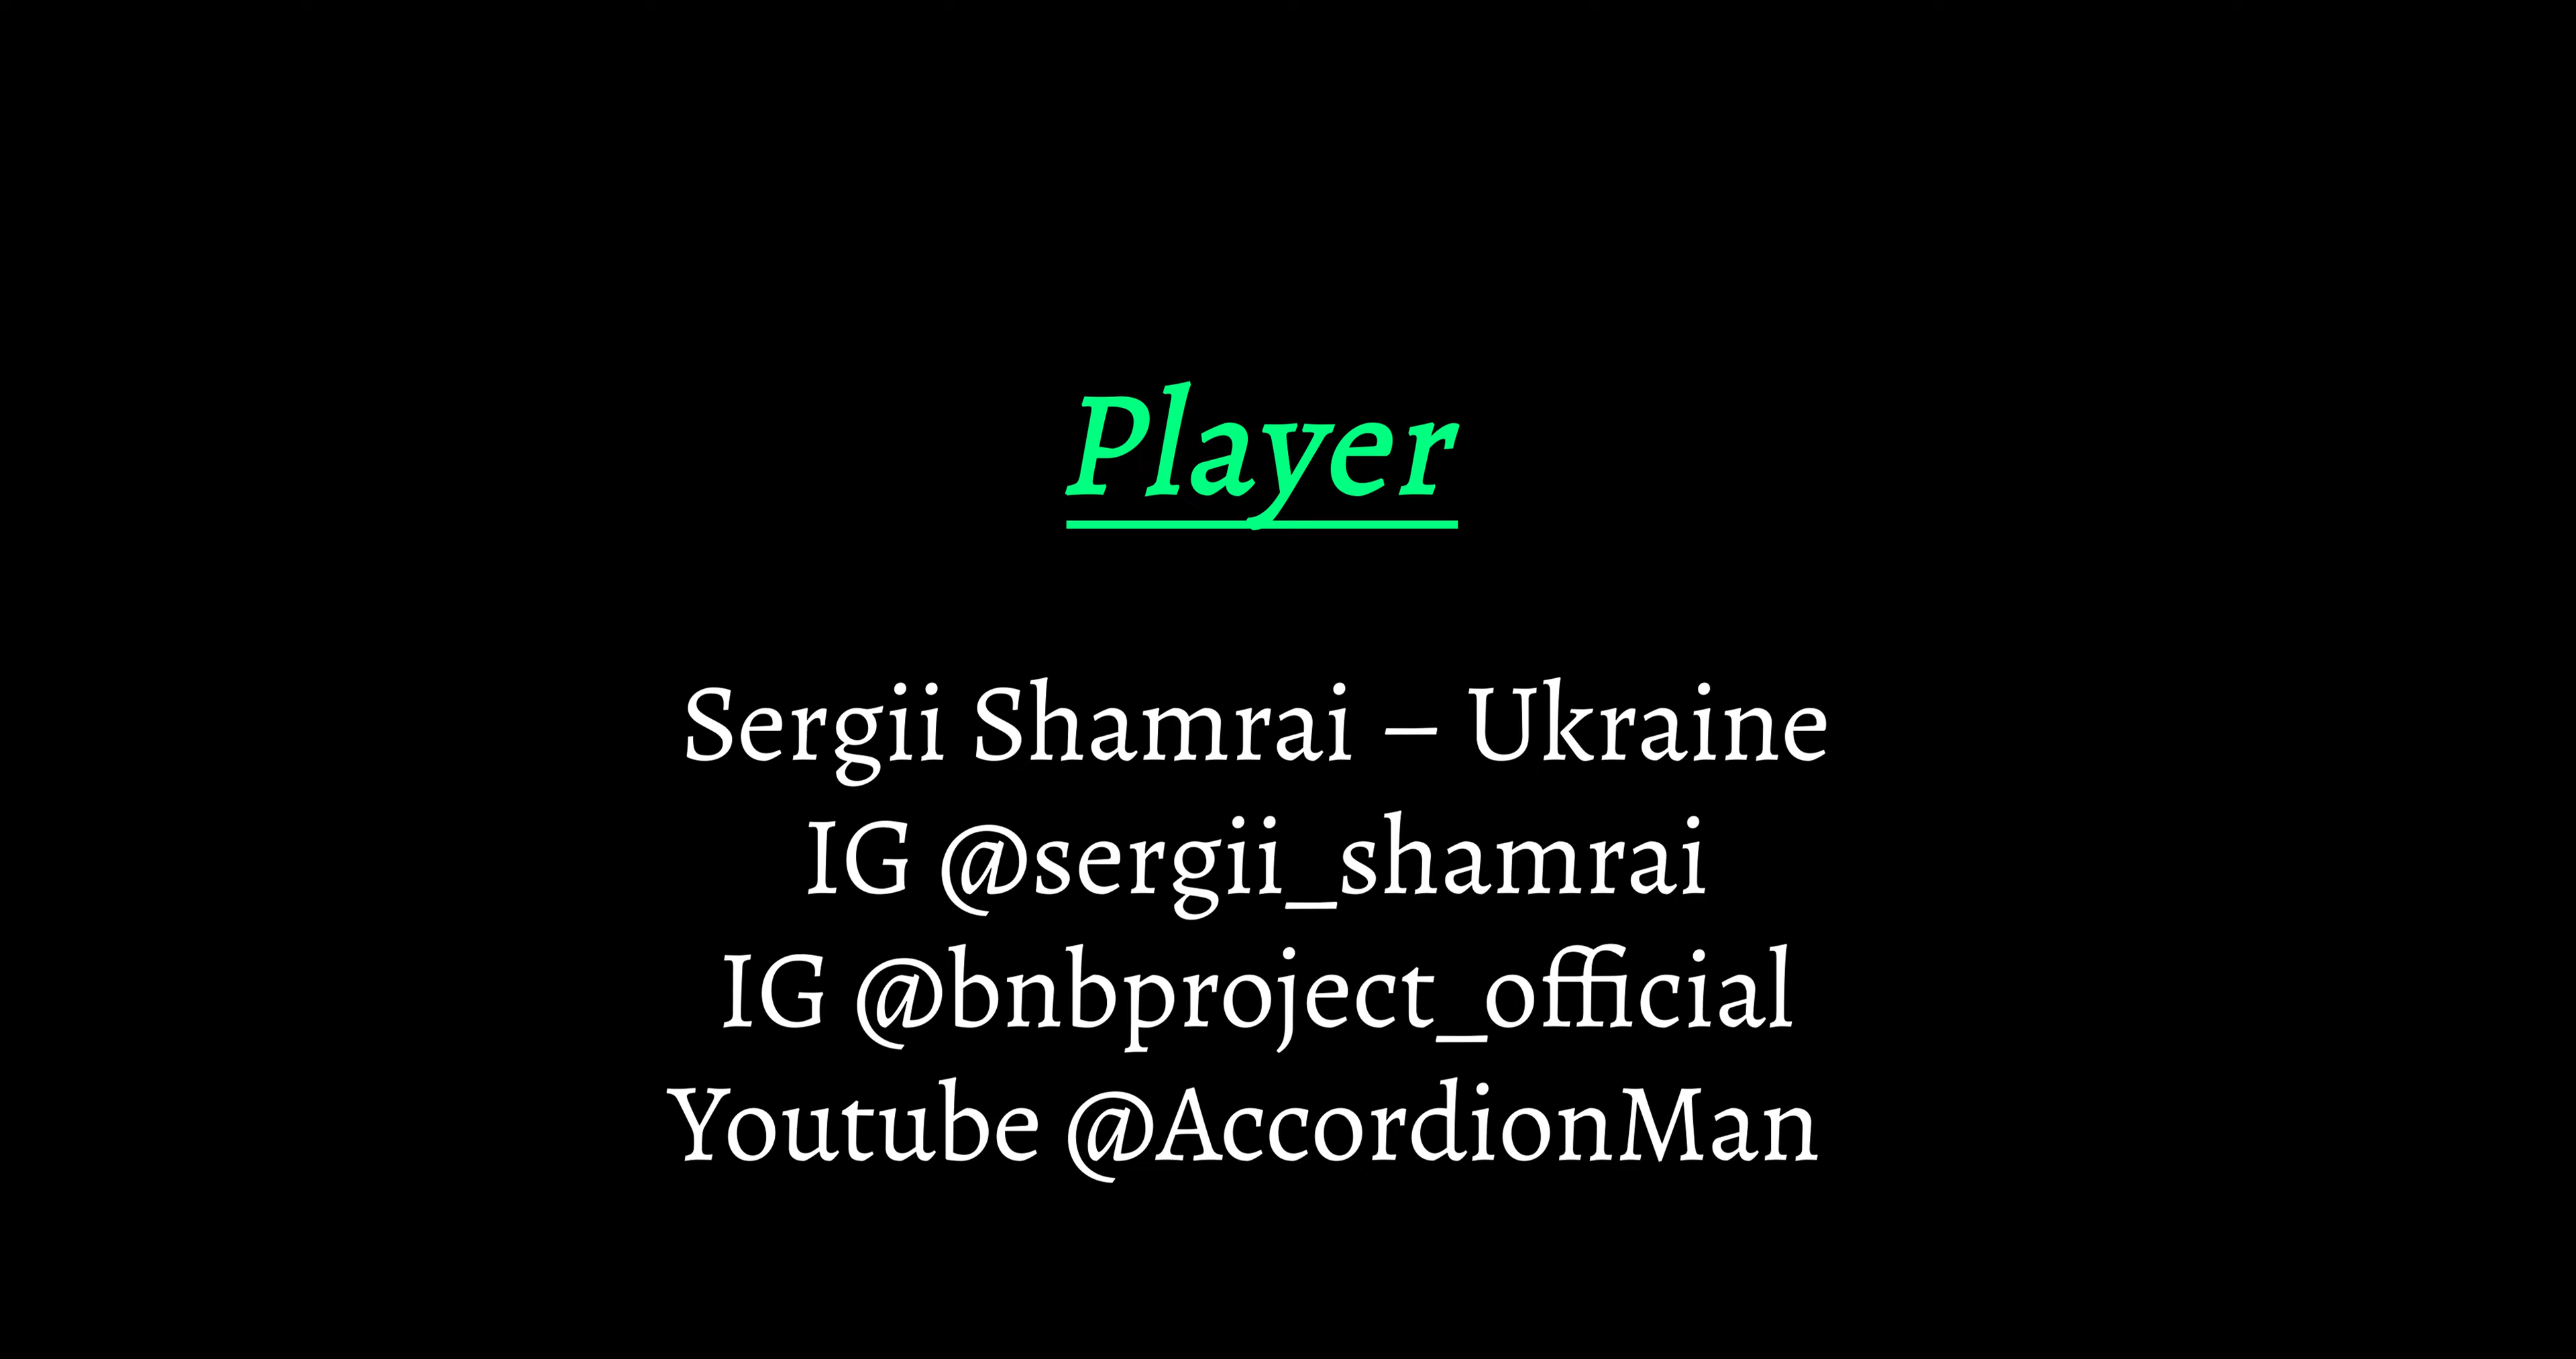 Player
Sergii Shamrai – Ukraine
IG @sergii_shamrai
IG @bnbproject_official
Youtube @AccordionMan